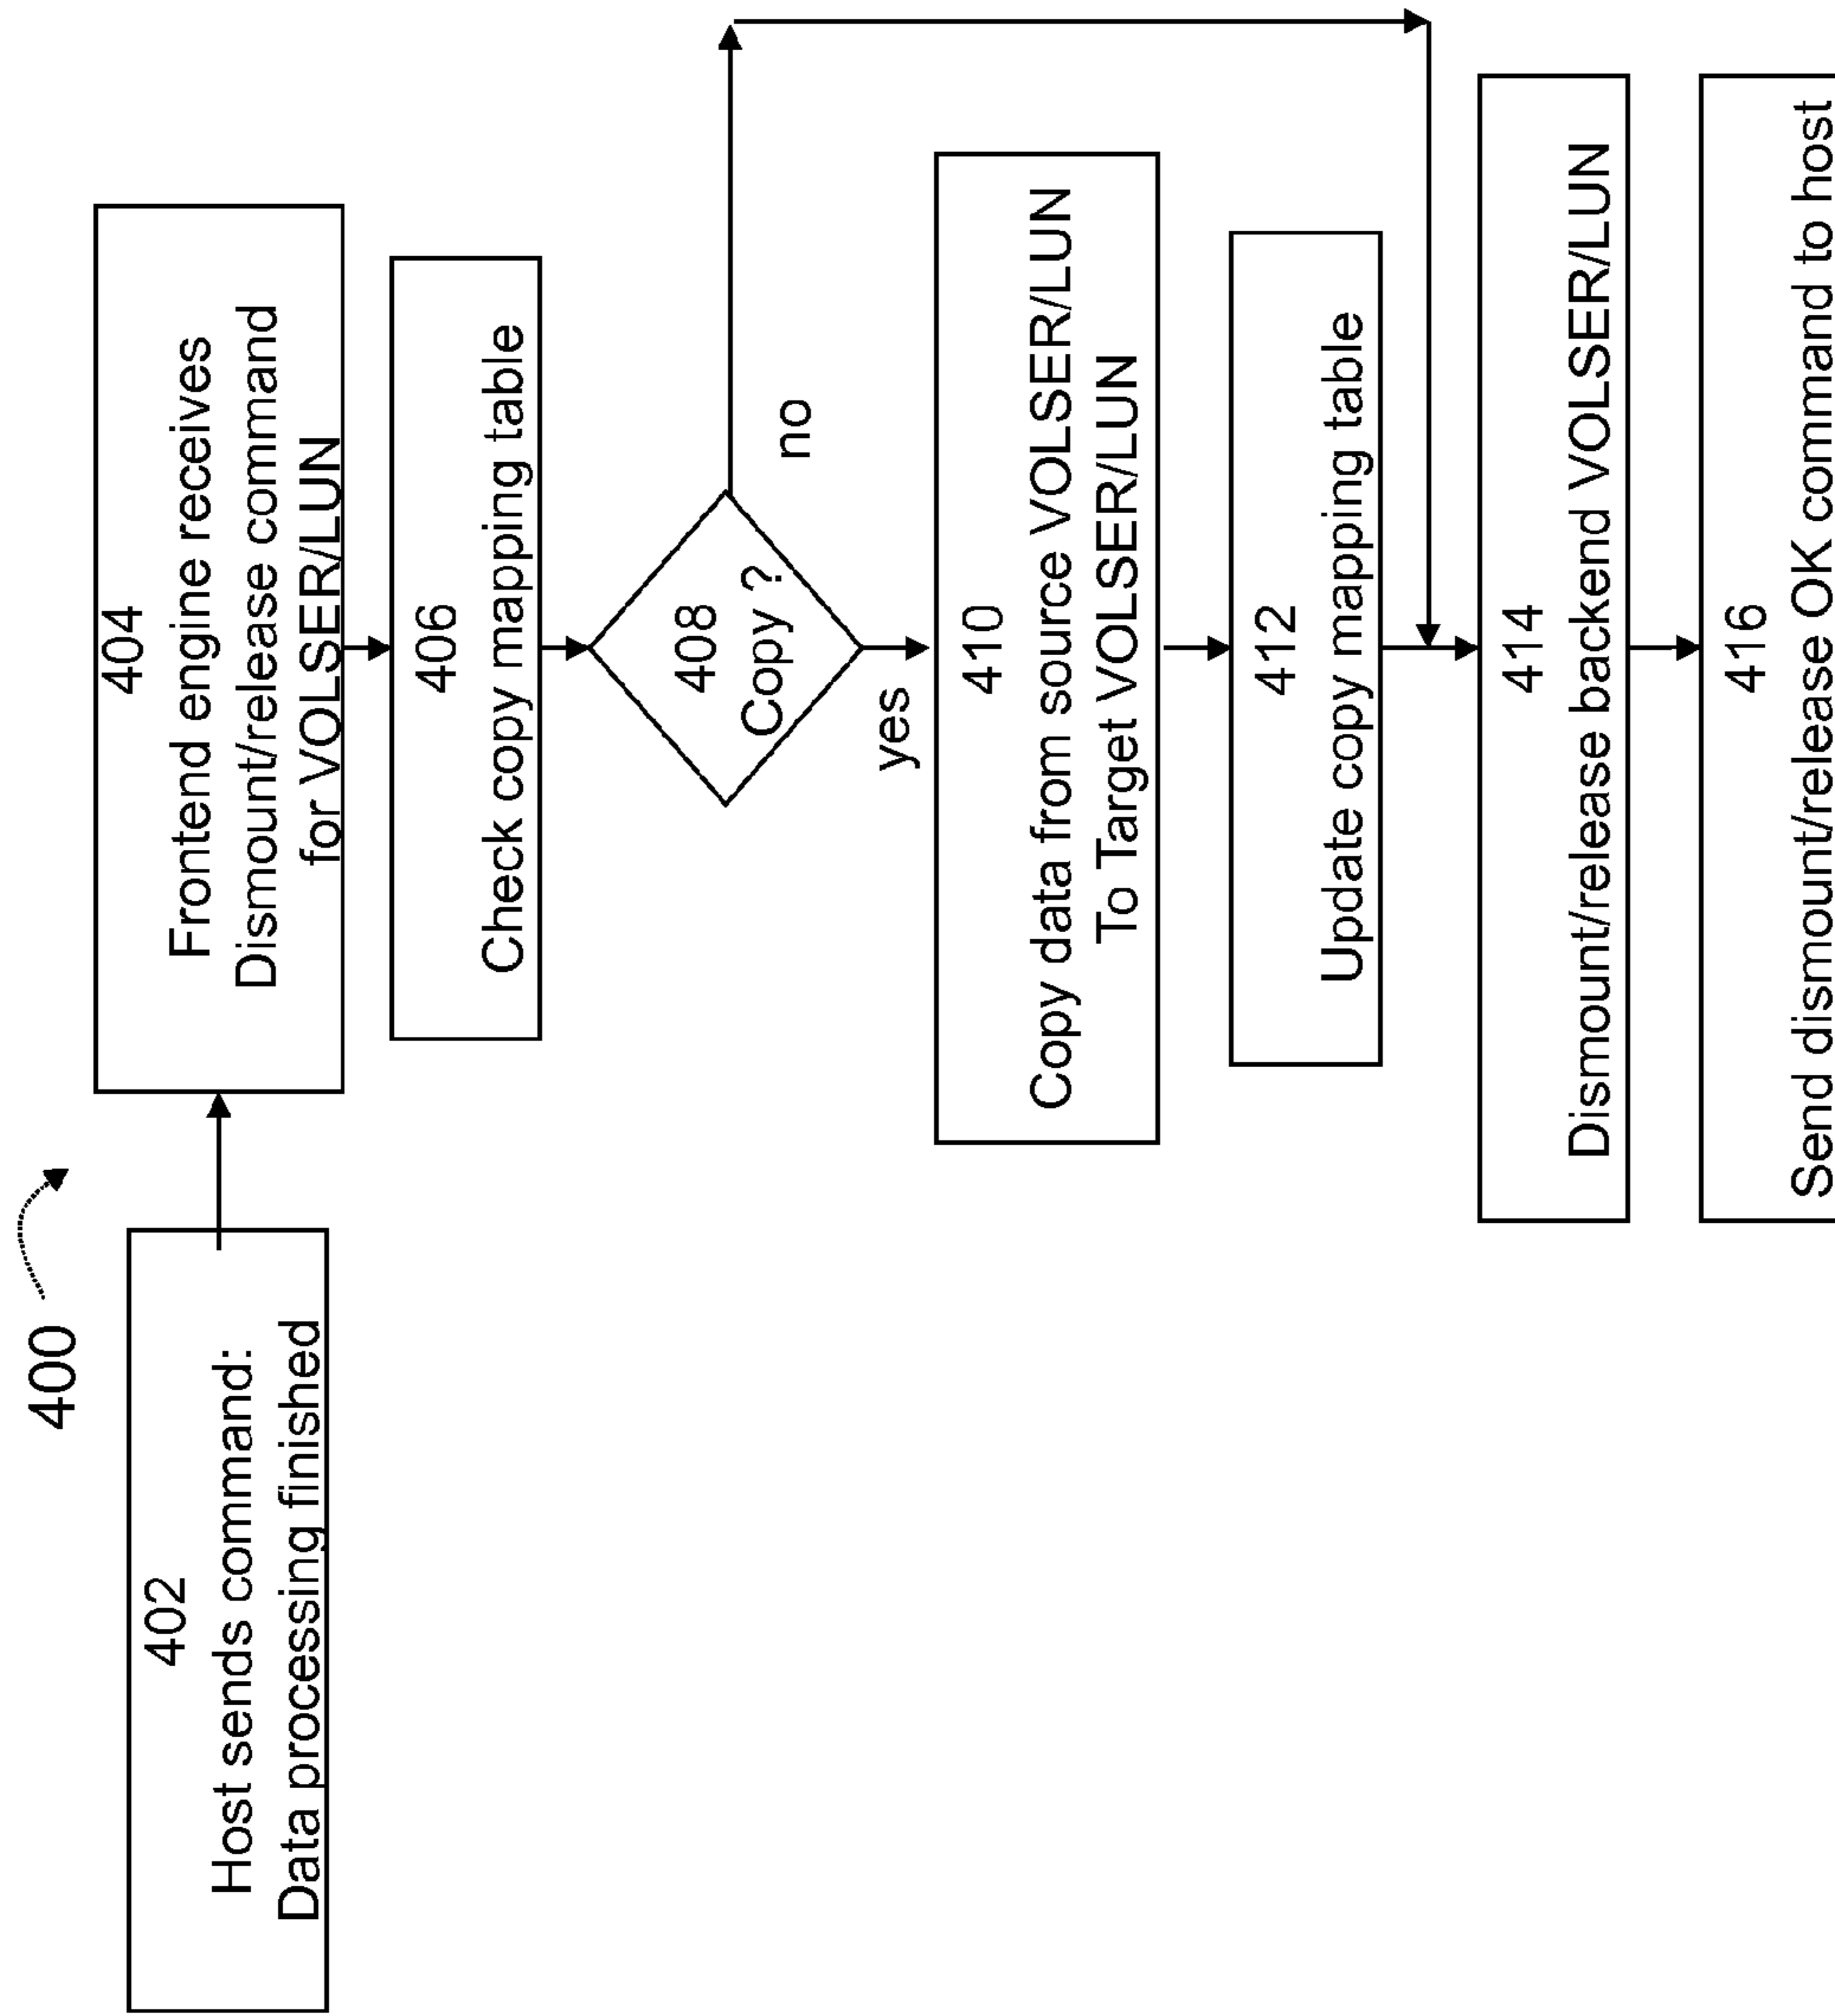 400
402
Host sends command:
Data processing finished
404
Frontend engine receives
Dismount/release command
for VOLSER/LUN
406
Check copy mapping table
408
Copy ?
no
yes
410
Copy data from source VOLSER/LUN
To Target VOLSER/LUN
412
Update copy mapping table
414
Dismount/release backend VOLSER/LUN
416
Send dismount/release OK command to host